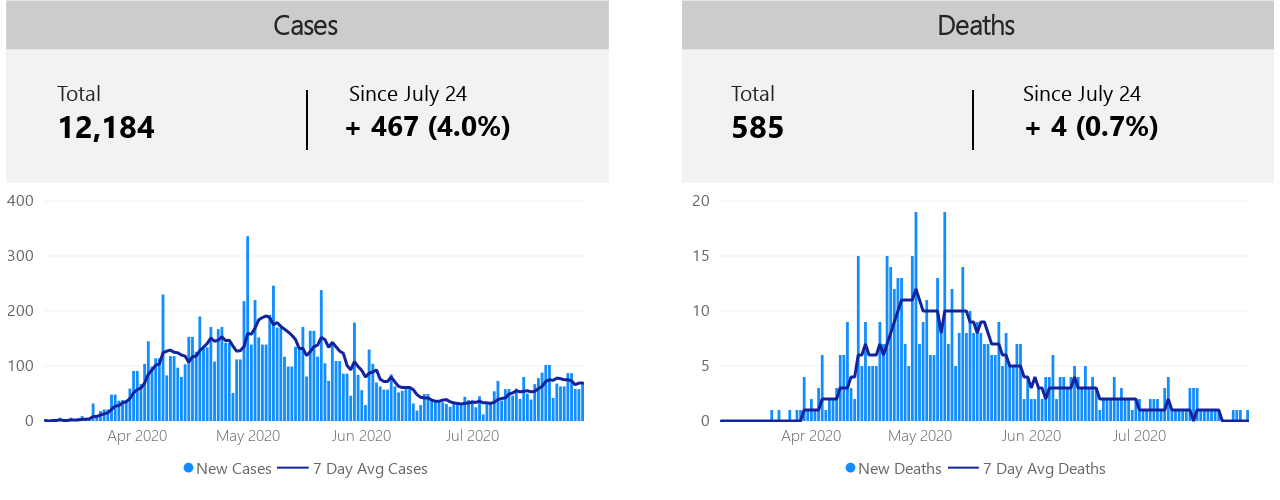 Cases
Total
12,184
Since July 24
+ 467 (4.0%)
400
300
200
100
0
Apr 2020 May 2020 Jun 2020 Jul 2020
New Cases 7 Day Avg Cases
Deaths
Total
585
Since July 24
+ 4 (0.7%)
20
15
10
5
0
Apr 2020 May 2020 Jun 2020 Jul 2020
New Deaths 7 Day Avg Deaths